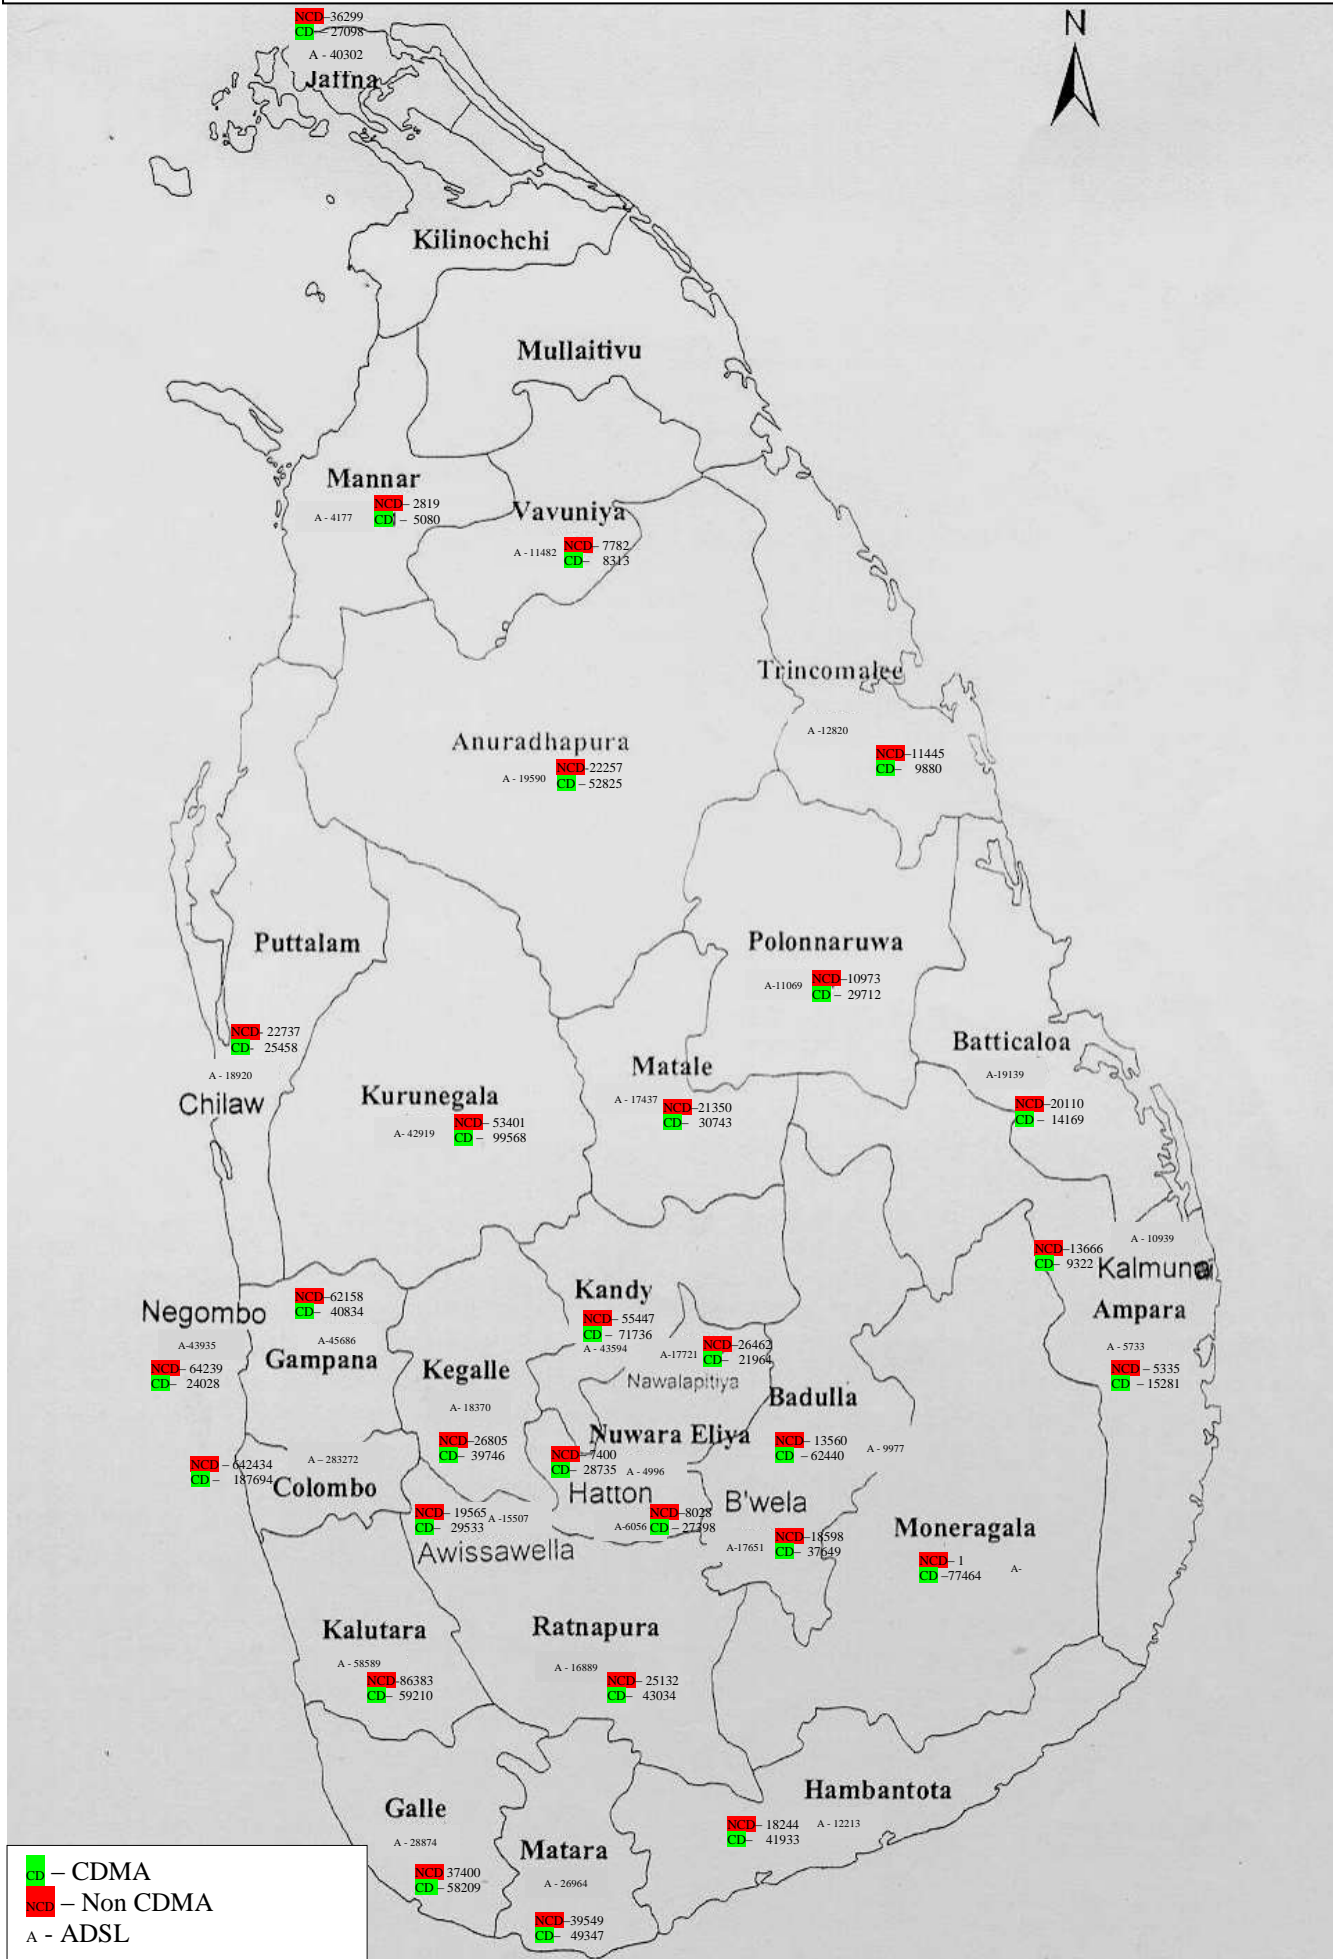 NCD–36299
CD– 27098
A - 40302
Jaffna
N
Kilinochchi
Mullaitivu
Mannar
NCD– 2819
CD – 5080
A - 4177
Vavuniya
NCD– 7782
CD– 8313
A - 11482
Trincomalee
A -12820
NCD–11445
CD– 9880
Anuradhapura
NCD-22257
CD – 52825
A - 19590
Puttalam
Polonnaruwa
NCD–10973
CD – 29712
A-11069
NCD– 22737
CD- 25458
A - 18920
Chilaw
Batticaloa
A-19139
NCD–20110
CD – 14169
Matale
A - 17437
NCD–21350
CD– 30743
Kurunegala
NCD– 53401
CD – 99568
A- 42919
A - 10939
NCD–13666
CD– 9322
Kalmunai
Negombo
A-43935
NCD– 64239
CD– 24028
NCD–62158
CD– 40834
A-45686
Gampana
Kandy
NCD– 55447
CD – 71736
A - 43594
A-17721
NCD–26462
CD– 21964
Nawalapitiya
Ampara
A - 5733
NCD – 5335
CD – 15281
Kegalle
A- 18370
NCD–26805
CD– 39746
Badulla
NCD– 13560
CD – 62440
A - 9977
Nuwara Eliya
NCD– 7400
CD– 28735
A - 4996
Hatton
NCD–8028
CD – 27398
A-6056
NCD – 642434
CD – 187694
A – 283272
Colombo
NCD– 19565
CD– 29533
A -15507
Awissawella
B'wela
NCD–18598
CD– 37649
A-17651
Moneragala
NCD– 1
CD –77464
A-
Kalutara
A - 58589
NCD-86383
CD– 59210
Ratnapura
A - 16889
NCD– 25132
CD– 43034
Hambantota
NCD– 18244
CD– 41933
A - 12213
Galle
A - 28874
NCD 37400
CD – 58209
Matara
A - 26964
NCD–39549
CD– 49347
CD – CDMA
NCD – Non CDMA
A - ADSL